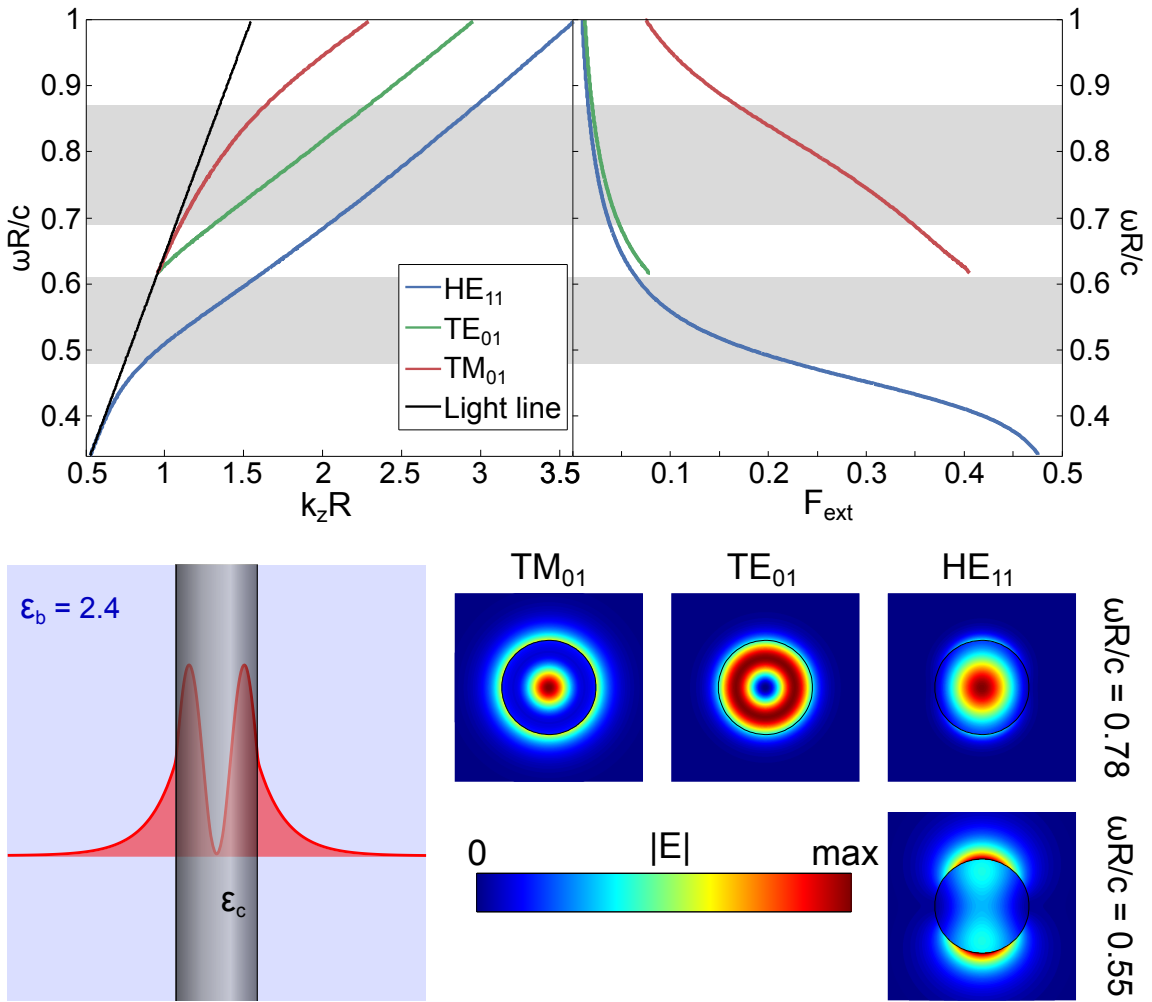 1
0.9
0.8
0.7
0.6
0.5
0.4
ωR/c
0.5 1 1.5 2 2.5 3 3.5
k_zR
HE₁₁
TE₀₁
TM₀₁
Light line
1
0.9
0.8
0.7
0.6
0.5
0.4
ωR/c
0.1 0.2 0.3 0.4 0.5
F_ext
ε_b = 2.4
ε_c
TM₀₁ TE₀₁ HE₁₁
ωR/c = 0.78
0 |E| max
ωR/c = 0.55